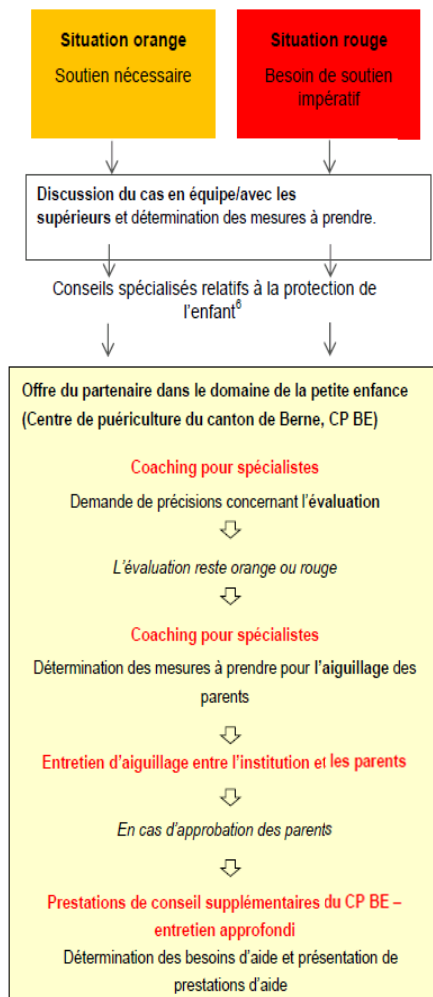 Situation orange
Soutien nécessaire
Situation rouge
Besoin de soutien
impératif
Discussion du cas en équipe/avec les
supérieurs et détermination des mesures à prendre.
Conseils spécialisés relatifs à la protection de
l'enfant⁶
Offre du partenaire dans le domaine de la petite enfance
(Centre de puériculture du canton de Berne, CP BE)
Coaching pour spécialistes
Demande de précisions concernant l'évaluation
L'évaluation reste orange ou rouge
Coaching pour spécialistes
Détermination des mesures à prendre pour l'aiguillage des
parents
Entretien d'aiguillage entre l'institution et les parents
En cas d'approbation des parents
Prestations de conseil supplémentaires du CP BE –
entretien approfondi
Détermination des besoins d'aide et présentation de
prestations d'aide